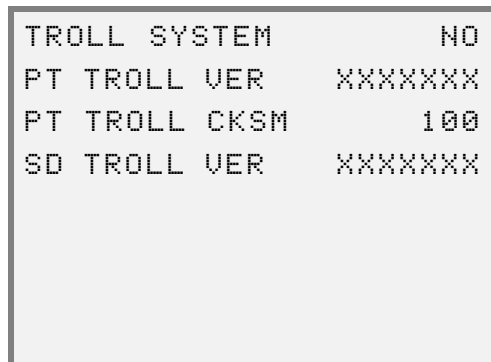 TROLL SYSTEM NO
PT TROLL VER XXXXXXX
PT TROLL CKSM 100
SD TROLL VER XXXXXXX